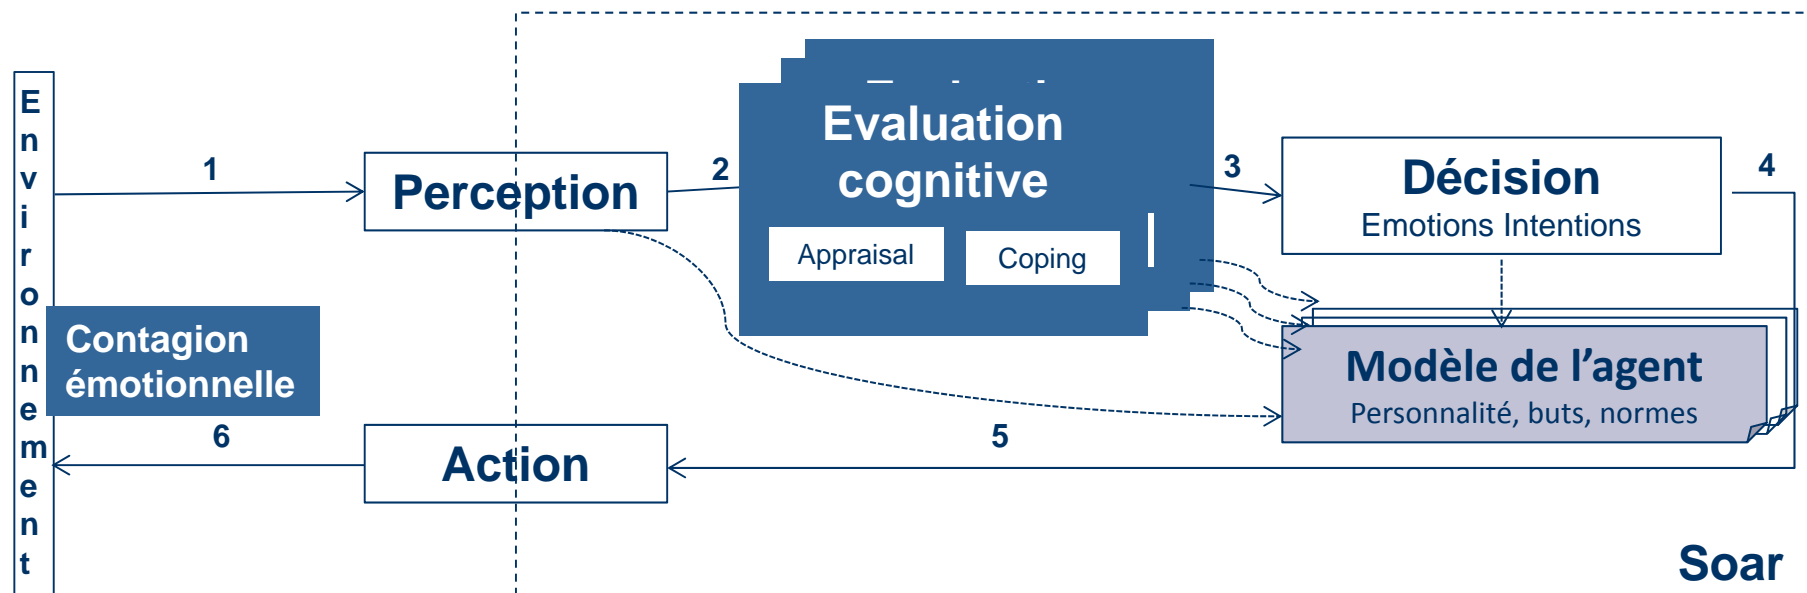 Environnement
1
Perception
2
Evaluation
cognitive
Appraisal
Coping
3
Décision
Emotions Intentions
4
Contagion
émotionnelle
Modèle de l’agent
Personnalité, buts, normes
6
Action
5
Soar